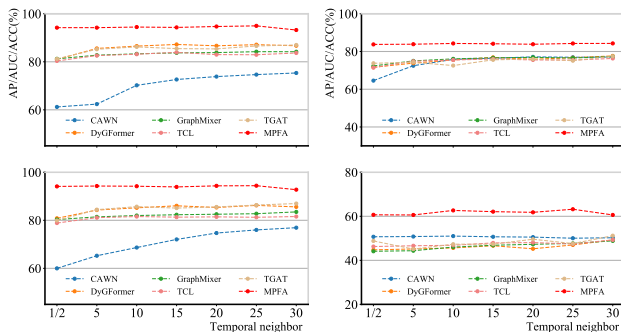 AP/AUC/ACC(%)
100
80
60
CAWN
GraphMixer
TGAT
DyGFormer
TCL
MPFA
AP/AUC/ACC(%)
100
80
60
40
CAWN
GraphMixer
TGAT
DyGFormer
TCL
MPFA
100
80
60
CAWN
GraphMixer
TGAT
DyGFormer
TCL
MPFA
1/2 5 10 15 20 25 30
Temporal neighbor
80
60
40
20
CAWN
GraphMixer
TGAT
DyGFormer
TCL
MPFA
1/2 5 10 15 20 25 30
Temporal neighbor